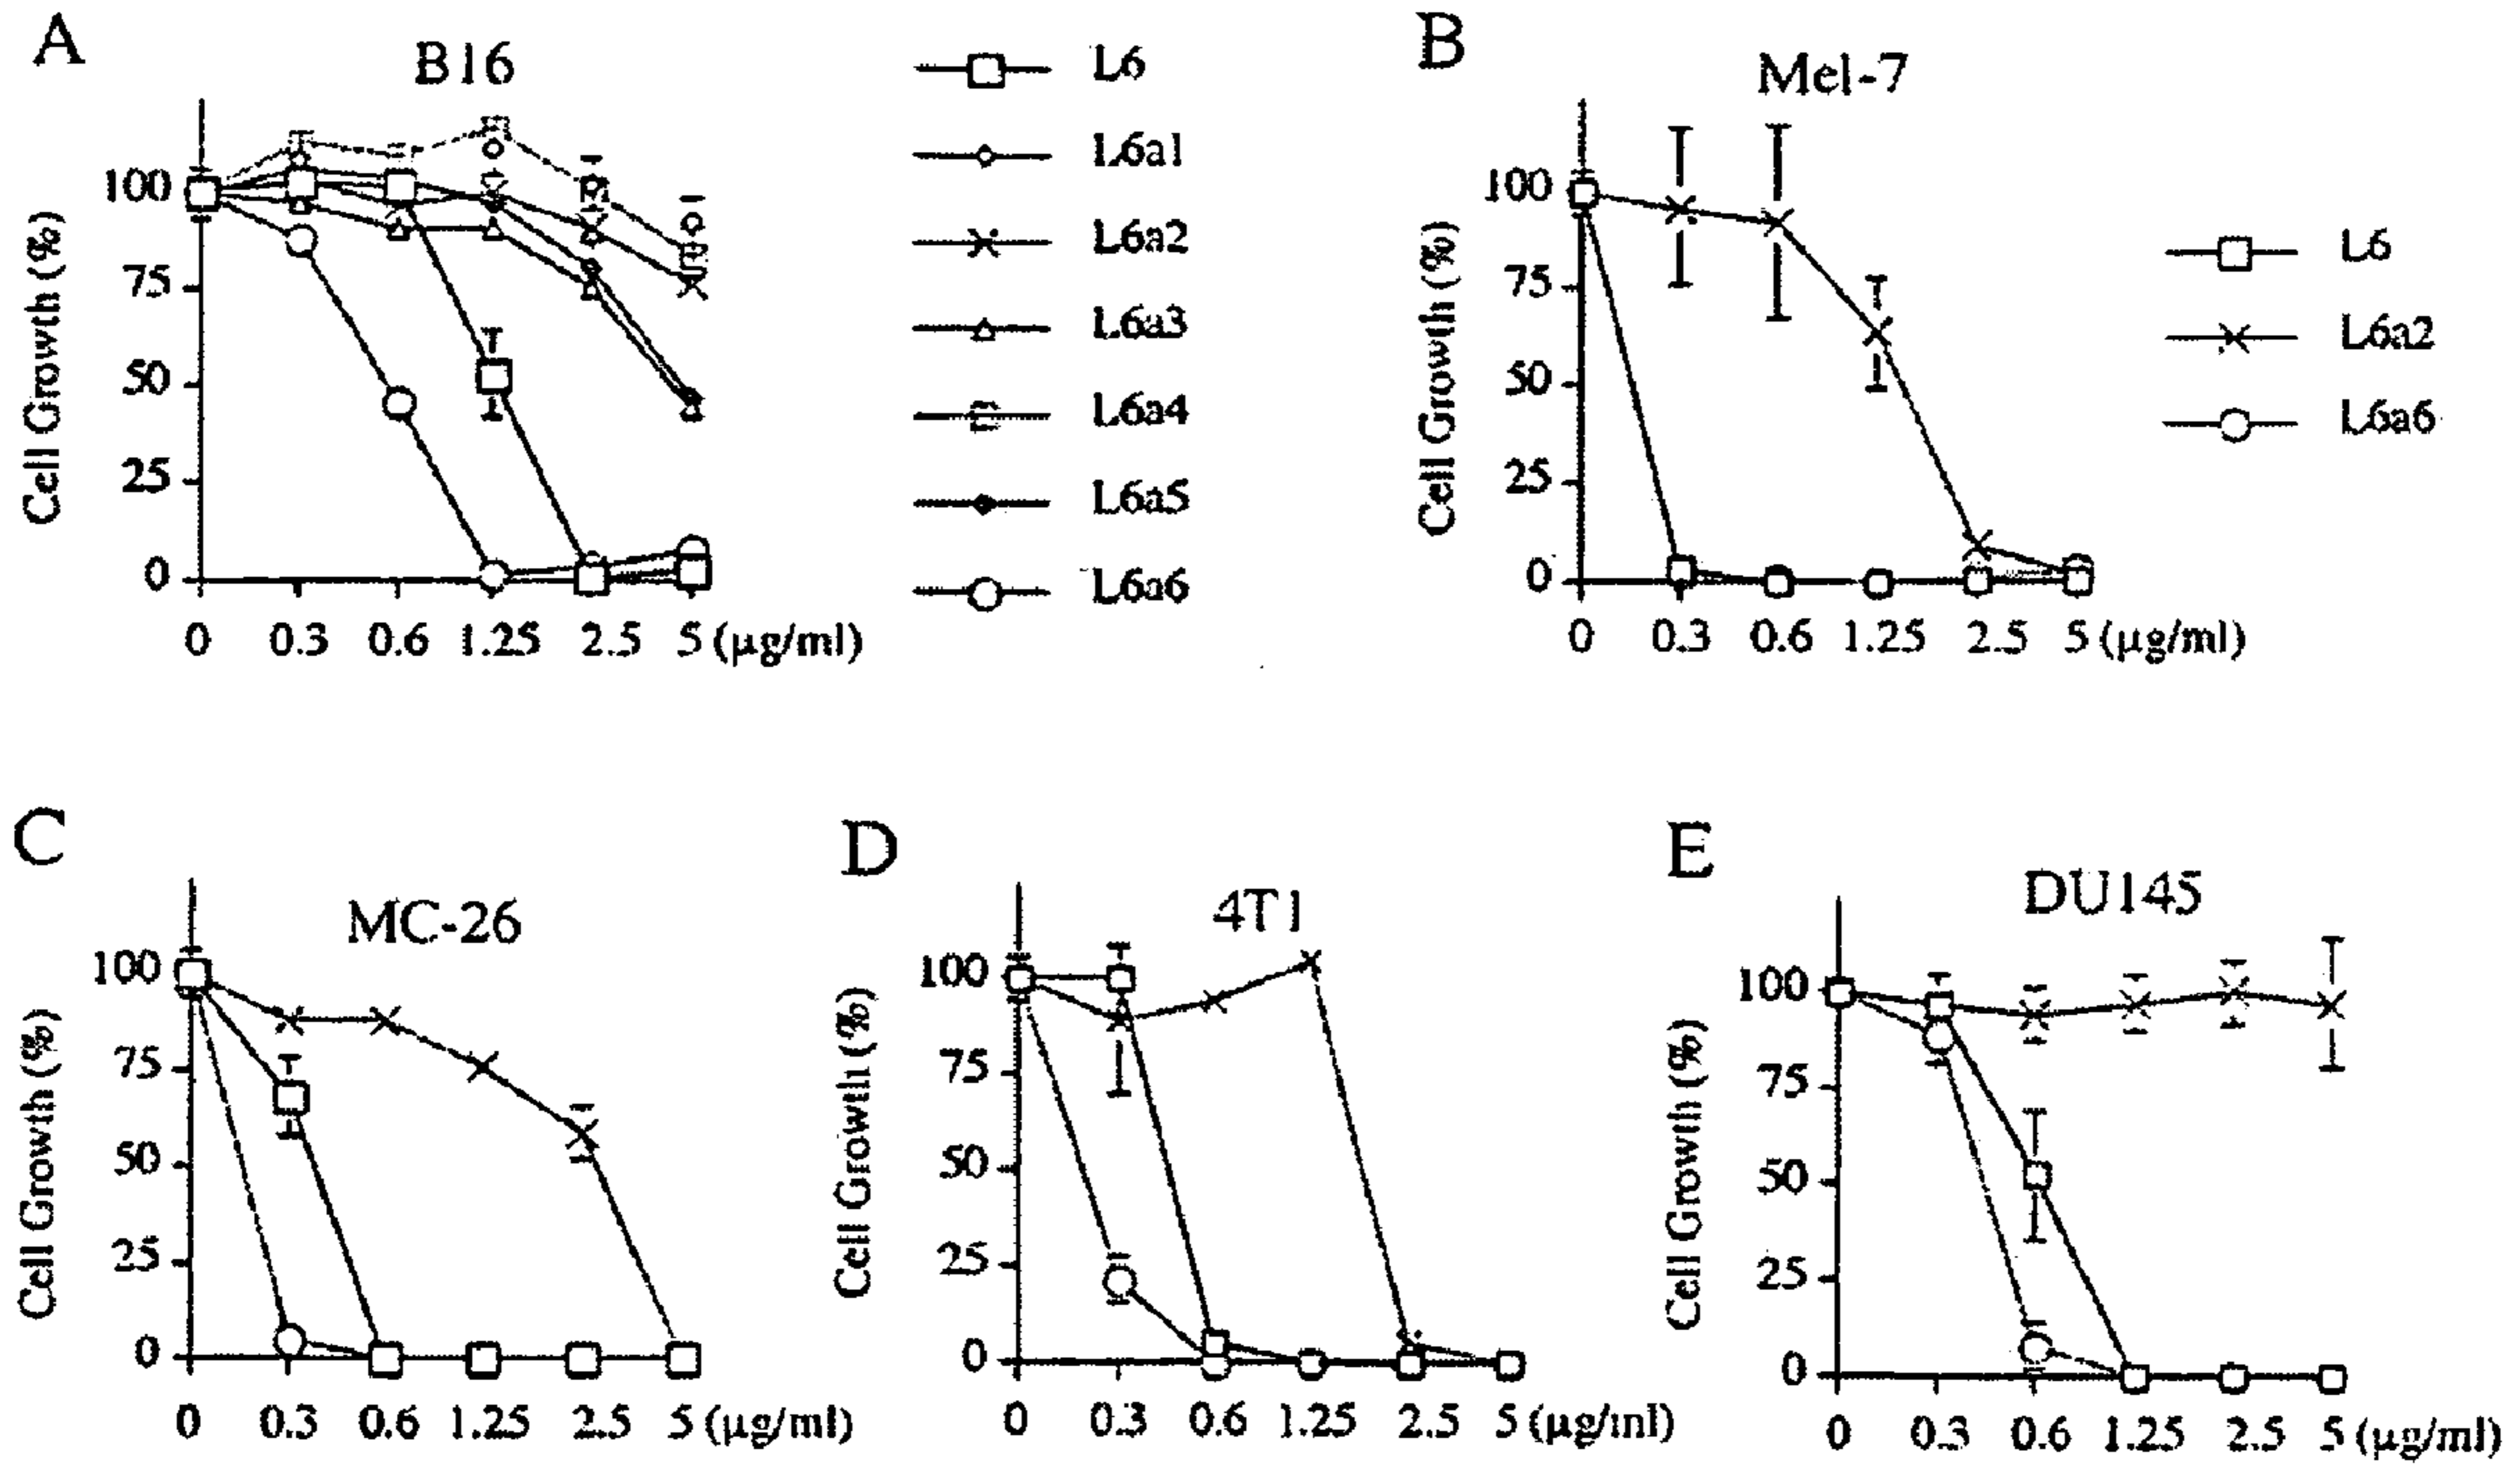 A
B16
Cell Growth (%)
100
75
50
25
0
0 0.3 0.6 1.25 2.5 5 (µg/ml)
L6
L6a1
L6a2
L6a3
L6a4
L6a5
L6a6
B
Mel-7
Cell Growth (%)
100
75
50
25
0
0 0.3 0.6 1.25 2.5 5 (µg/ml)
L6
L6a2
L6a6
C
MC-26
Cell Growth (%)
100
75
50
25
0
0 0.3 0.6 1.25 2.5 5 (µg/ml)
D
4T1
Cell Growth (%)
100
75
50
25
0
0 0.3 0.6 1.25 2.5 5 (µg/ml)
E
DU145
Cell Growth (%)
100
75
50
25
0
0 0.3 0.6 1.25 2.5 5 (µg/ml)